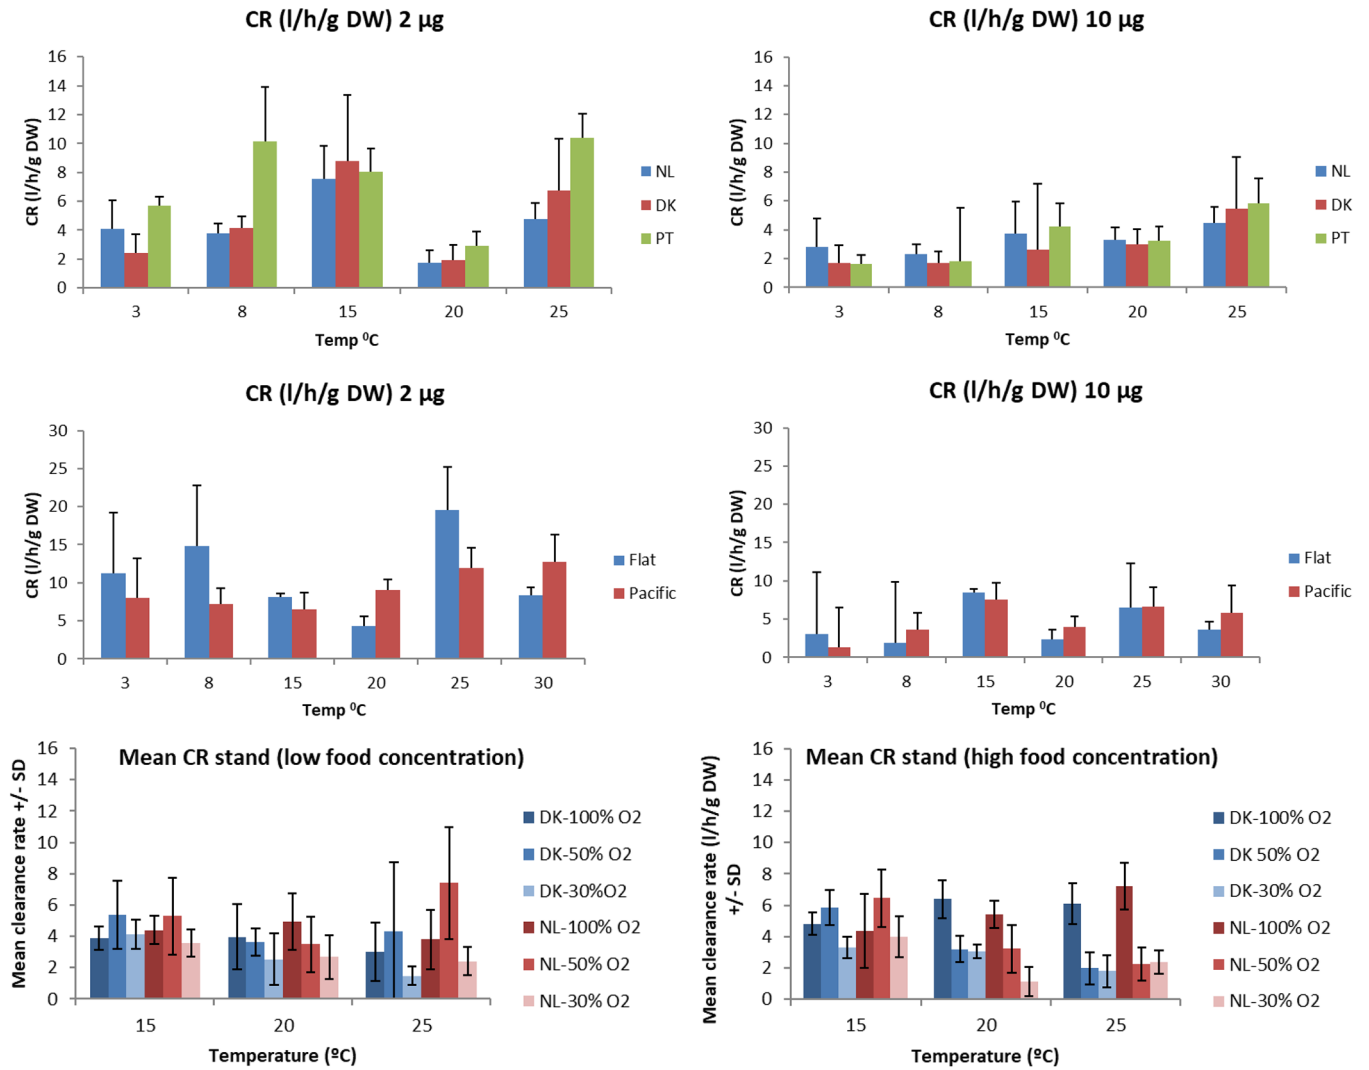 CR (l/h/g DW) 2 µg
CR (l/h/g DW)
16
14
12
10
8
6
4
2
0
3 8 15 20 25
Temp ⁰C
NL
DK
PT
CR (l/h/g DW) 10 µg
CR (l/h/g DW)
16
14
12
10
8
6
4
2
0
3 8 15 20 25
Temp ⁰C
NL
DK
PT
CR (l/h/g DW) 2 µg
CR (l/h/g DW)
30
25
20
15
10
5
0
3 8 15 20 25 30
Temp ⁰C
Flat
Pacific
CR (l/h/g DW) 10 µg
CR (l/h/g DW)
30
25
20
15
10
5
0
3 8 15 20 25 30
Temp ⁰C
Flat
Pacific
Mean CR stand (low food concentration)
Mean clearance rate +/- SD
16
14
12
10
8
6
4
2
0
15 20 25
Temperature (ºC)
DK-100% O2
DK-50% O2
DK-30%O2
NL-100% O2
NL-50% O2
NL-30% O2
Mean CR stand (high food concentration)
Mean clearance rate (l/h/g DW)
+/- SD
16
14
12
10
8
6
4
2
0
15 20 25
Temperature (ºC)
DK-100% O2
DK 50% O2
DK-30% O2
NL-100% O2
NL-50% O2
NL-30% O2